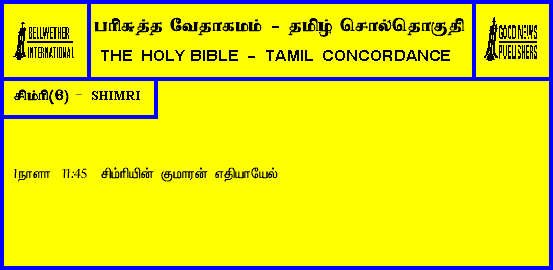 BELLWETHER
INTERNATIONAL
பரிசுத்த வேதாகமம் - தமிழ் சொல்தொகுதி
THE HOLY BIBLE - TAMIL CONCORDANCE
GOOD NEWS
PUBLISHERS
சிம்ரி(6) - SHIMRI
1நாளா 11:45 சிம்ரியின் குமாரன் எதியாயேல்